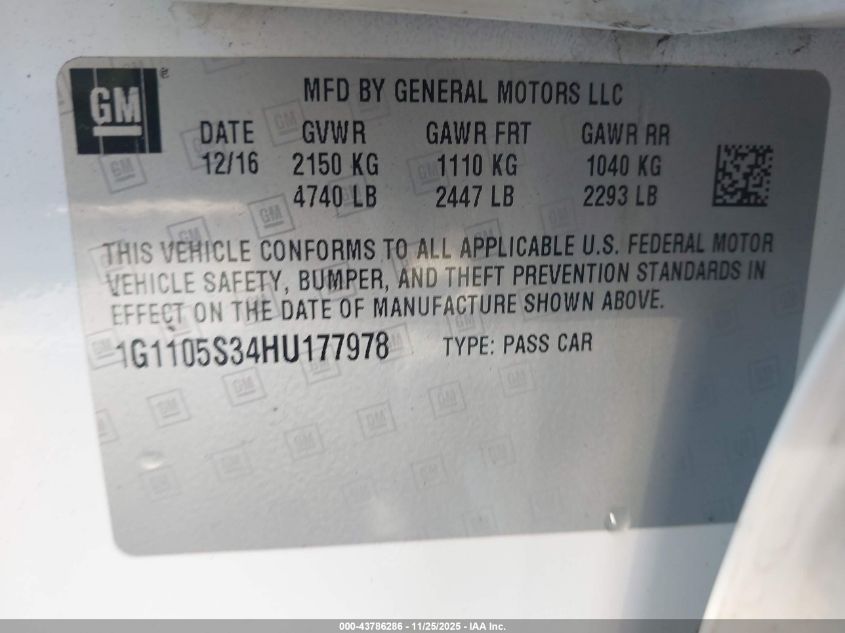 GM
MFD BY GENERAL MOTORS LLC
DATE GVWR GAWR FRT GAWR RR
12/16 2150 KG 1110 KG 1040 KG
4740 LB 2447 LB 2293 LB
THIS VEHICLE CONFORMS TO ALL APPLICABLE U.S. FEDERAL MOTOR
VEHICLE SAFETY, BUMPER, AND THEFT PREVENTION STANDARDS IN
EFFECT ON THE DATE OF MANUFACTURE SHOWN ABOVE.
1G1105S34HU177978 TYPE: PASS CAR
000-43786286 - 11/25/2025 - IAA Inc.